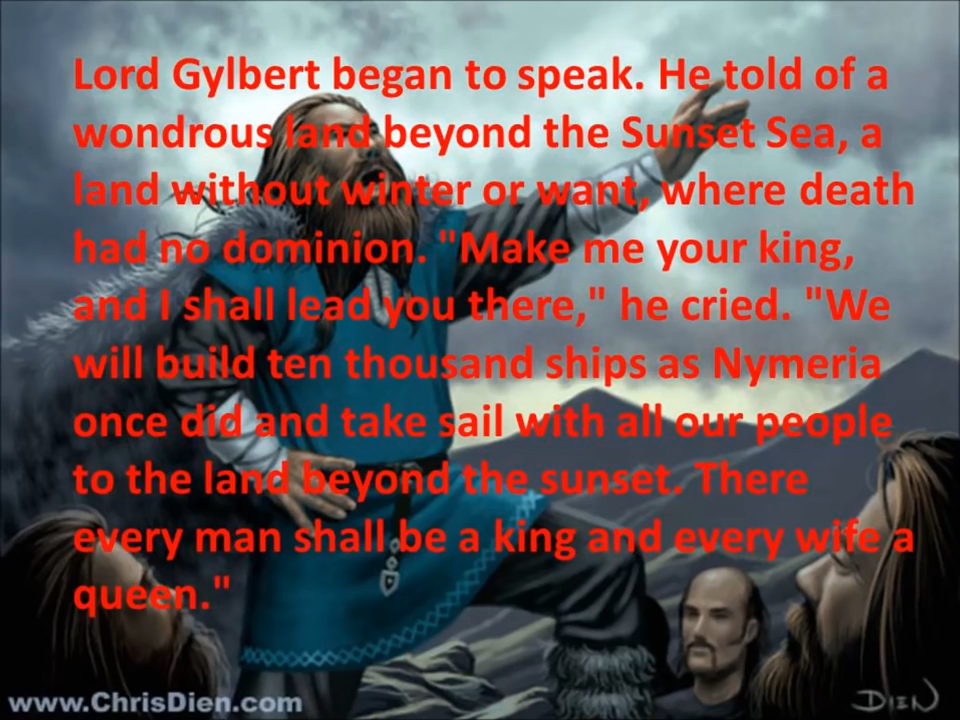 Lord Gylbert began to speak. He told of a
wondrous land beyond the Sunset Sea, a
land without winter or want, where death
had no dominion. "Make me your king,
and I shall lead you there," he cried. "We
will build ten thousand ships as Nymeria
once did and take sail with all our people
to the land beyond the sunset. There
every man shall be a king and every wife a
queen."
www.ChrisDien.com
DIEN